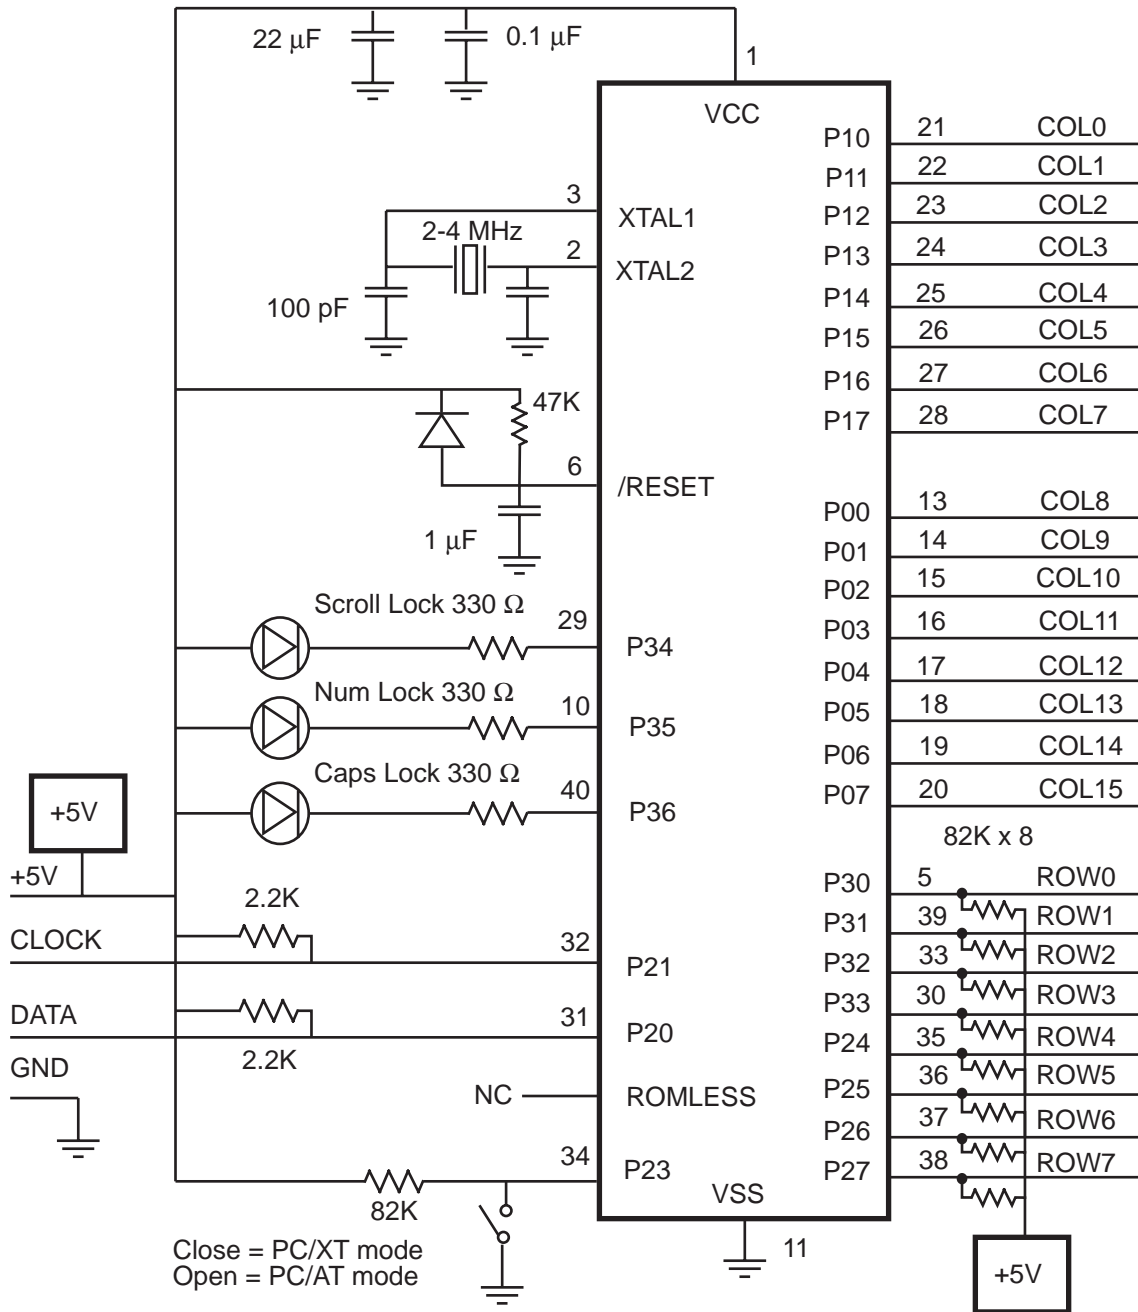 22 μF
0.1 μF
1
VCC
3
XTAL1
2-4 MHz
2
XTAL2
100 pF
47K
6
/RESET
1 μF
Scroll Lock 330 Ω
29
P34
Num Lock 330 Ω
10
P35
Caps Lock 330 Ω
40
P36
+5V
+5V
2.2K
CLOCK
32
P21
DATA
31
P20
2.2K
GND
NC
ROMLESS
34
P23
82K
VSS
11
Close = PC/XT mode
Open = PC/AT mode
P10 21 COL0
P11 22 COL1
P12 23 COL2
P13 24 COL3
P14 25 COL4
P15 26 COL5
P16 27 COL6
P17 28 COL7
P00 13 COL8
P01 14 COL9
P02 15 COL10
P03 16 COL11
P04 17 COL12
P05 18 COL13
P06 19 COL14
P07 20 COL15
82K x 8
P30 5 ROW0
P31 39 ROW1
P32 33 ROW2
P33 30 ROW3
P24 35 ROW4
P25 36 ROW5
P26 37 ROW6
P27 38 ROW7
+5V